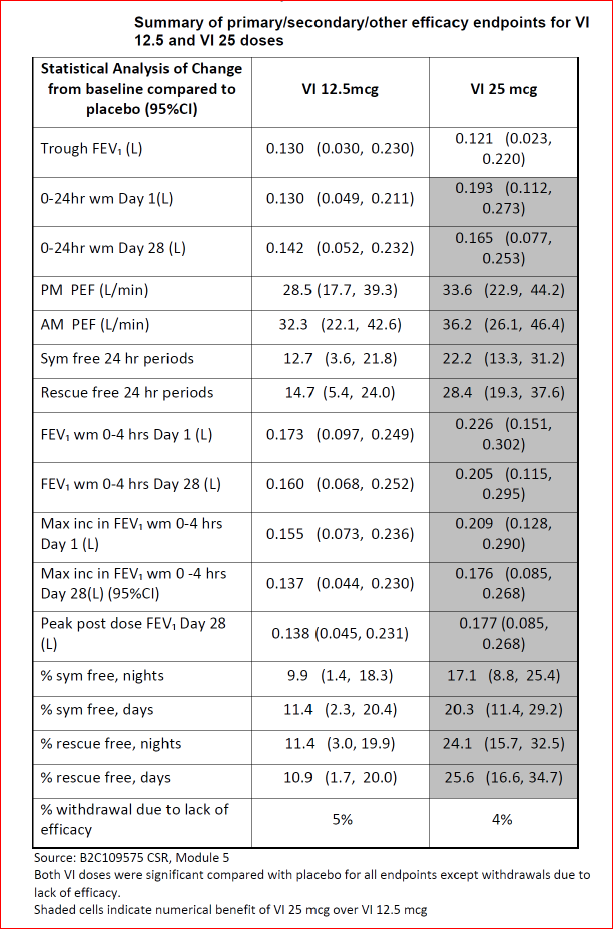 Summary of primary/secondary/other efficacy endpoints for VI
12.5 and VI 25 doses
Statistical Analysis of Change
from baseline compared to
placebo (95%CI)
VI 12.5mcg
VI 25 mcg
Trough FEV₁ (L)
0.130 (0.030, 0.230)
0.121 (0.023,
0.220)
0-24hr wm Day 1(L)
0.130 (0.049, 0.211)
0.193 (0.112,
0.273)
0-24hr wm Day 28 (L)
0.142 (0.052, 0.232)
0.165 (0.077,
0.253)
PM PEF (L/min)
28.5 (17.7, 39.3)
33.6 (22.9, 44.2)
AM PEF (L/min)
32.3 (22.1, 42.6)
36.2 (26.1, 46.4)
Sym free 24 hr periods
12.7 (3.6, 21.8)
22.2 (13.3, 31.2)
Rescue free 24 hr periods
14.7 (5.4, 24.0)
28.4 (19.3, 37.6)
FEV₁ wm 0-4 hrs Day 1 (L)
0.173 (0.097, 0.249)
0.226 (0.151,
0.302)
FEV₁ wm 0-4 hrs Day 28 (L)
0.160 (0.068, 0.252)
0.205 (0.115,
0.295)
Max inc in FEV₁ wm 0-4 hrs
Day 1 (L)
0.155 (0.073, 0.236)
0.209 (0.128,
0.290)
Max inc in FEV₁ wm 0 -4 hrs
Day 28(L) (95%CI)
0.137 (0.044, 0.230)
0.176 (0.085,
0.268)
Peak post dose FEV₁ Day 28
(L)
0.138 (0.045, 0.231)
0.177 (0.085,
0.268)
% sym free, nights
9.9 (1.4, 18.3)
17.1 (8.8, 25.4)
% sym free, days
11.4 (2.3, 20.4)
20.3 (11.4, 29.2)
% rescue free, nights
11.4 (3.0, 19.9)
24.1 (15.7, 32.5)
% rescue free, days
10.9 (1.7, 20.0)
25.6 (16.6, 34.7)
% withdrawal due to lack of
efficacy
5%
4%
Source: B2C109575 CSR, Module 5
Both VI doses were significant compared with placebo for all endpoints except withdrawals due to
lack of efficacy.
Shaded cells indicate numerical benefit of VI 25 mcg over VI 12.5 mcg